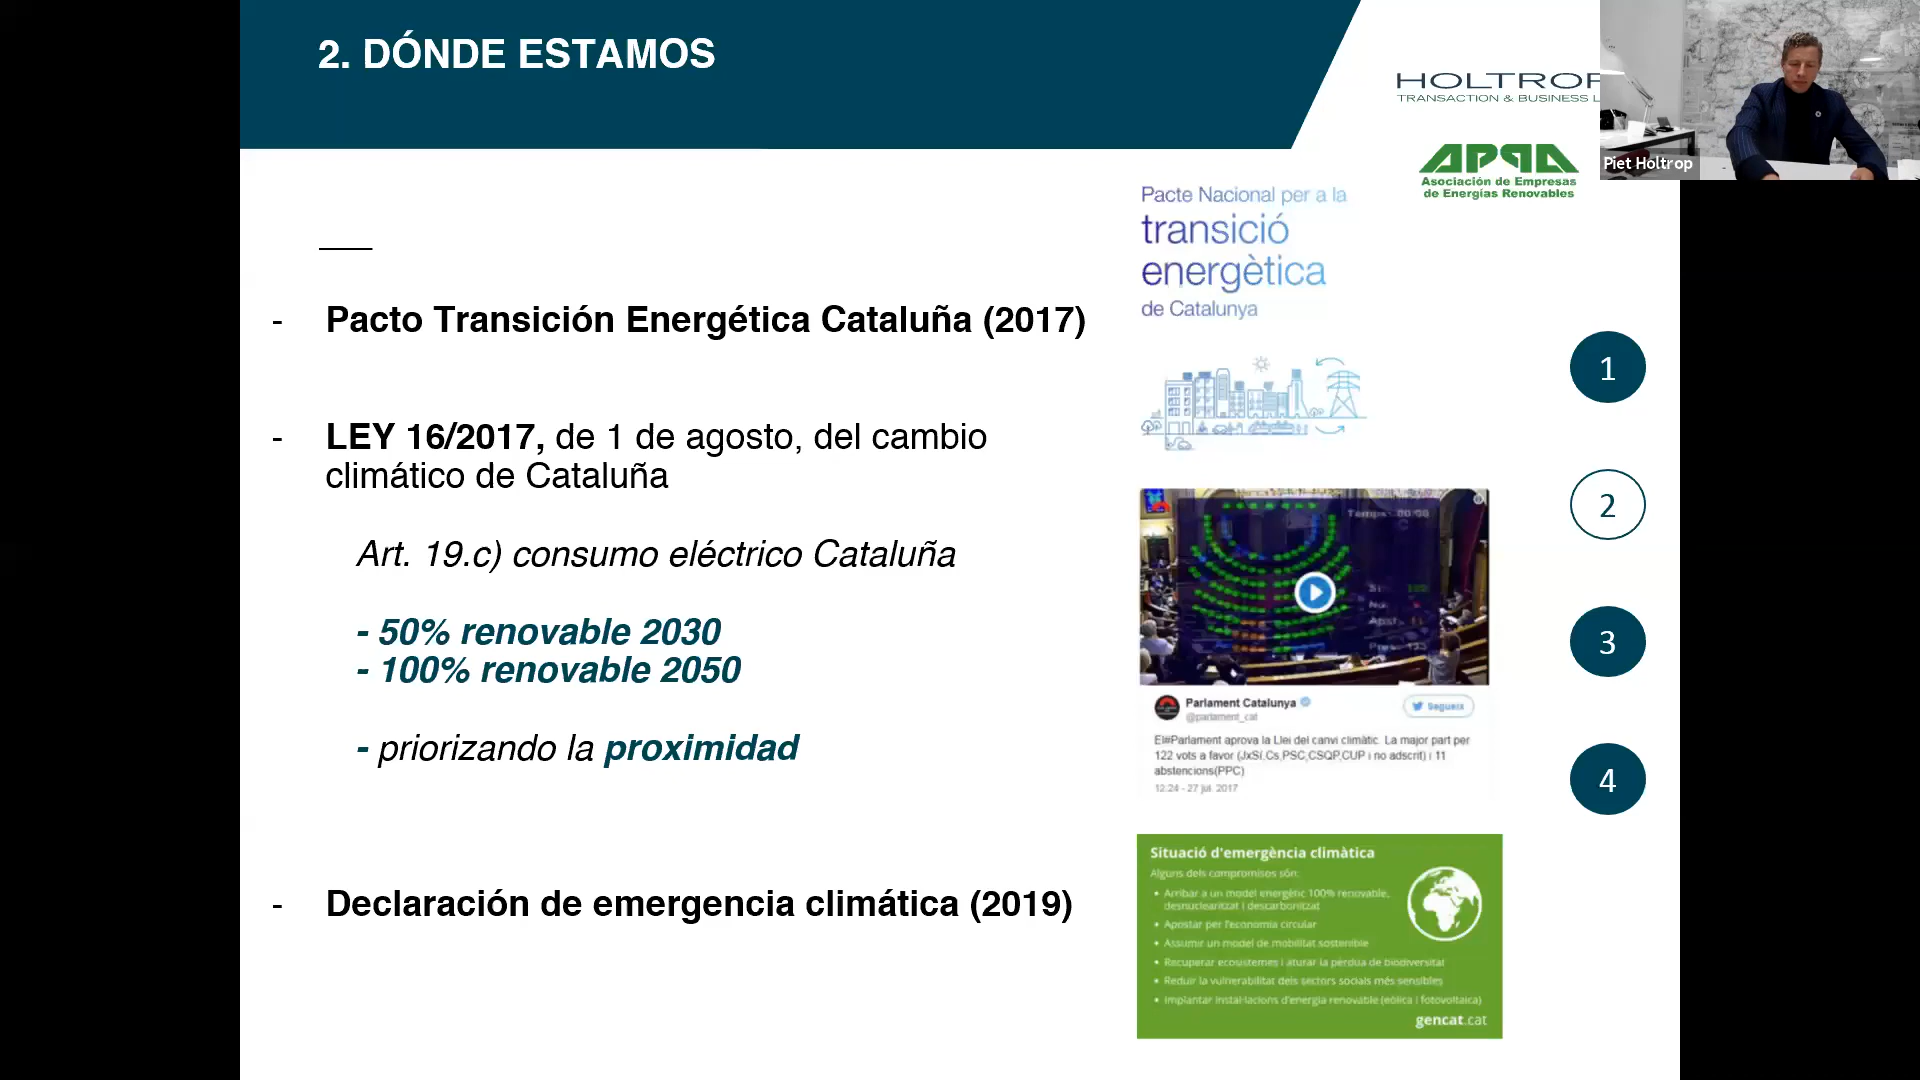 2. DÓNDE ESTAMOS
HOLTROP
TRANSACTION & BUSINESS L
APPA
Asociación de Empresas
de Energías Renovables
Piet Holtrop
Pacte Nacional per a la
transició
energètica
de Catalunya
- Pacto Transición Energética Cataluña (2017)
- LEY 16/2017, de 1 de agosto, del cambio
climático de Cataluña
Art. 19.c) consumo eléctrico Cataluña
- 50% renovable 2030
- 100% renovable 2050
- priorizando la proximidad
- Declaración de emergencia climática (2019)
1
2
3
4
Parlament Catalunya
@parlament_cat
Segueix
El#Parlament aprova la Llei del canvi climàtic. La major part per
122 vots a favor (JxSí,Cs,PSC,CSQP,CUP i no adscrit) i 11
abstencions(PPC)
12:24 - 27 jul. 2017
Situació d'emergència climàtica
Alguns dels compromisos són:
• Arribar a un model energètic 100% renovable,
desnuclearitzat i descarbonitzat
• Apostar per l'economia circular
• Assumir un model de mobilitat sostenible
• Recuperar ecosistemes i aturar la pèrdua de biodiversitat
• Reduir la vulnerabilitat dels sectors socials més sensibles
• Implantar instal·lacions d'energia renovable (eòlica i fotovoltaica)
gencat.cat